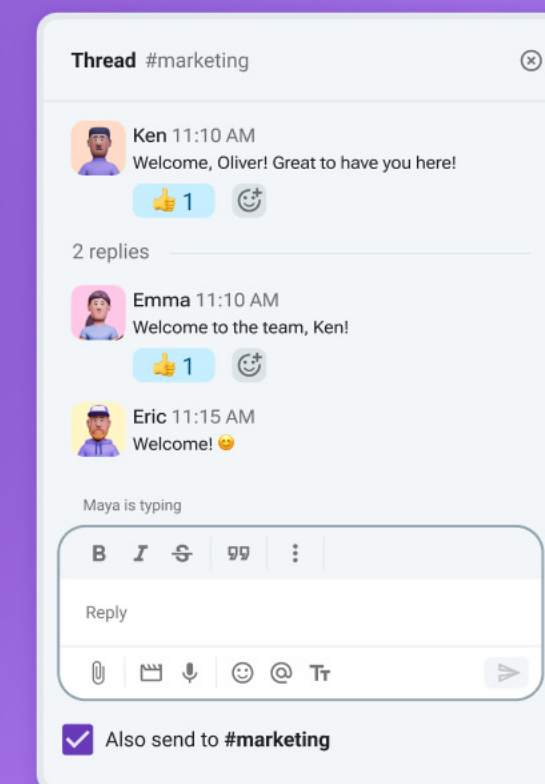 Thread #marketing
Ken 11:10 AM
Welcome, Oliver! Great to have you here!
👍 1
2 replies
Emma 11:10 AM
Welcome to the team, Ken!
👍 1
Eric 11:15 AM
Welcome! 😊
Maya is typing
B I S
Reply
@ Tт
Also send to #marketing